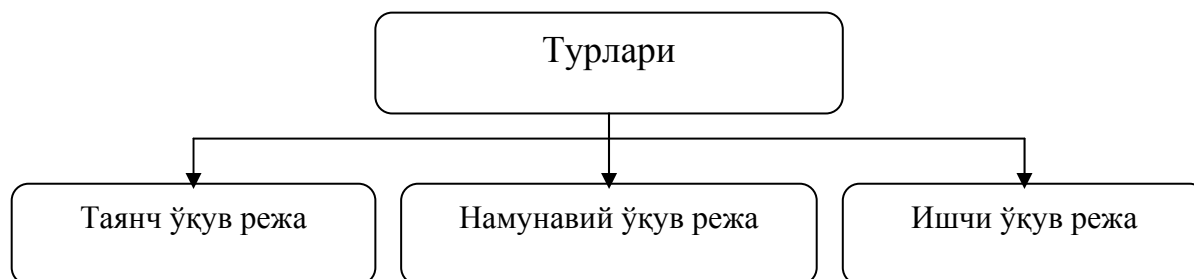 Турлари
Таянч ўқув режа
Намунавий ўқув режа
Ишчи ўқув режа